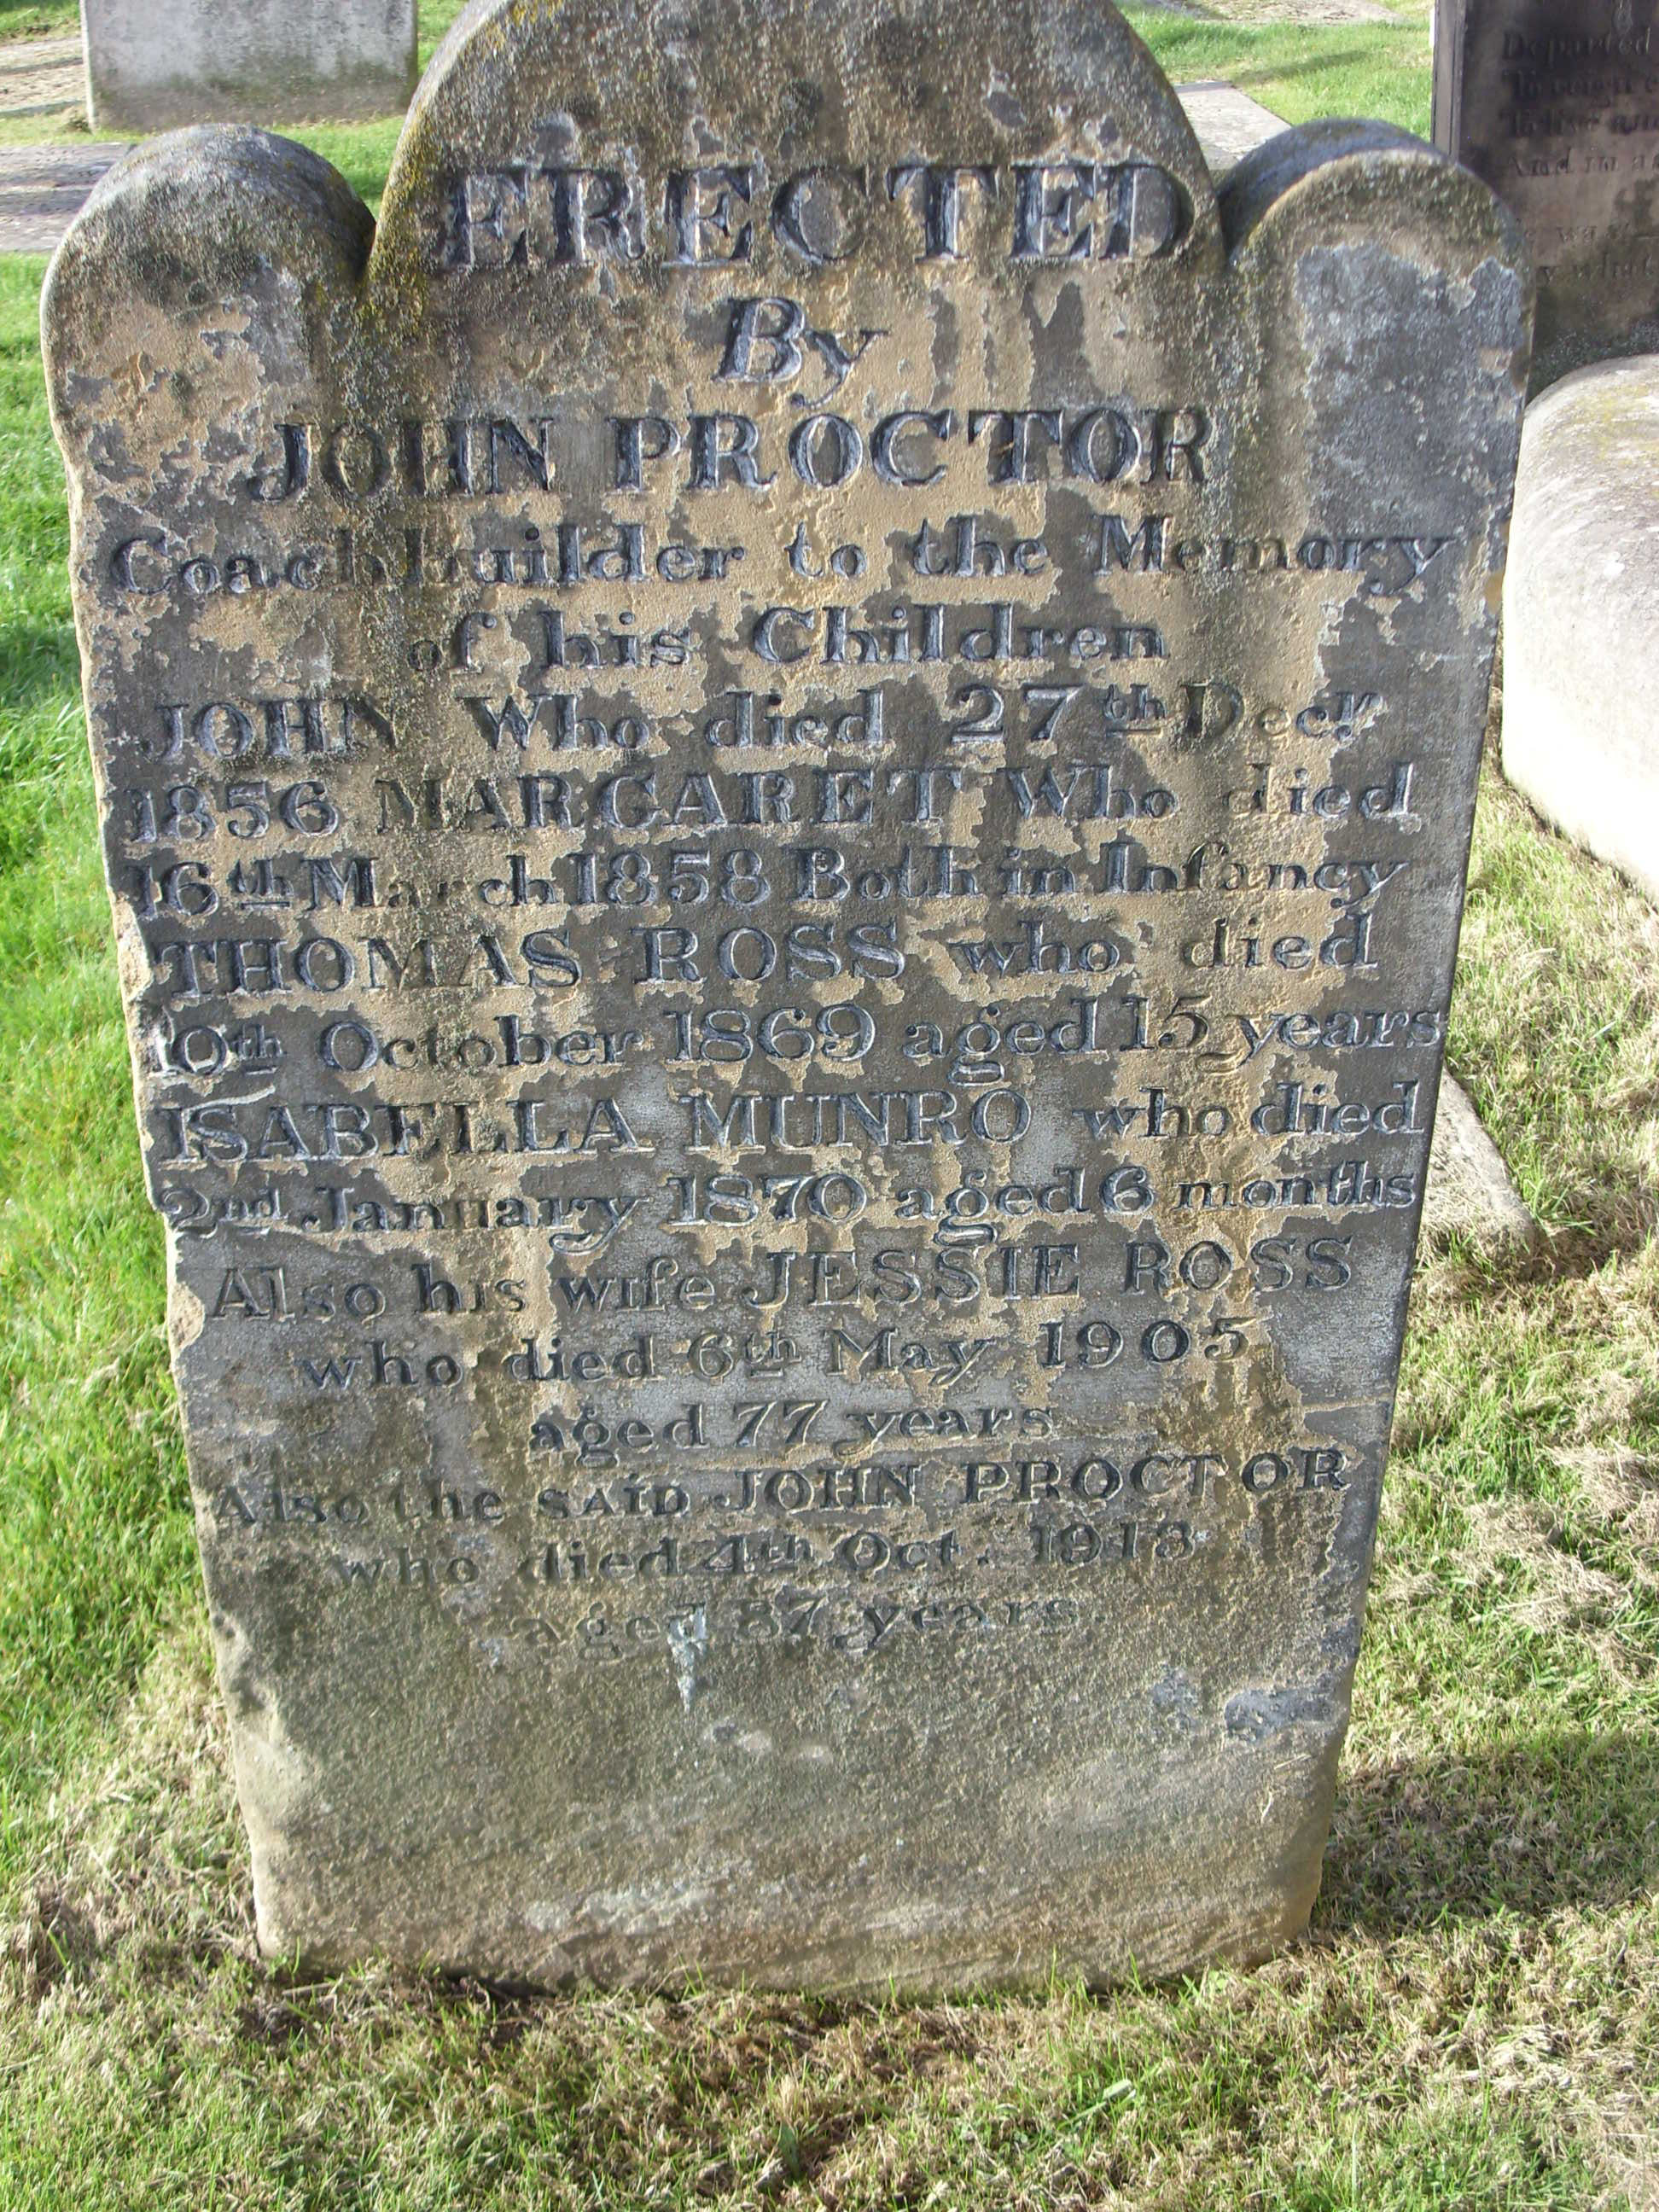 ERECTED
By
JOHN PROCTOR
Coachbuilder to the Memory
of his Children
JOHN Who died 27th Decr.
1856 MARGARET Who died
16th March 1858 Both in Infancy
THOMAS ROSS who died
10th October 1869 aged 15 years
ISABELLA MUNRO who died
2nd January 1870 aged 6 months
Also his wife JESSIE ROSS
who died 6th May 1905
aged 77 years
Also the SAID JOHN PROCTOR
who died 4th Oct. 1913
aged 87 years
Departed